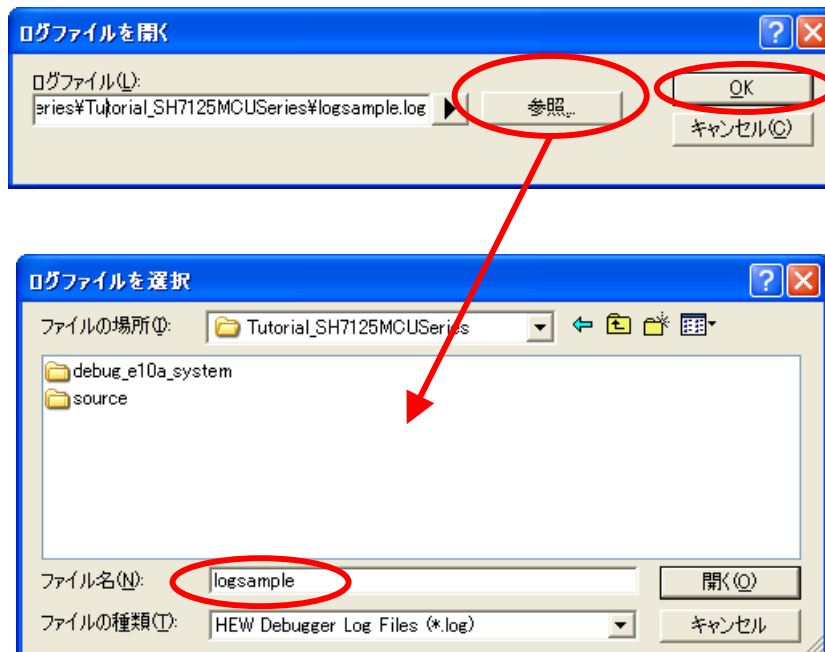 ログファイルを開く
ログファイル(L):
eries¥Tutorial_SH7125MCUSeries¥logsample.log
参照...
OK
キャンセル(C)
ログファイルを選択
ファイルの場所(I):
Tutorial_SH7125MCUSeries
debug_e10a_system
source
ファイル名(N):
logsample
開く(O)
ファイルの種類(T):
HEW Debugger Log Files (*.log)
キャンセル